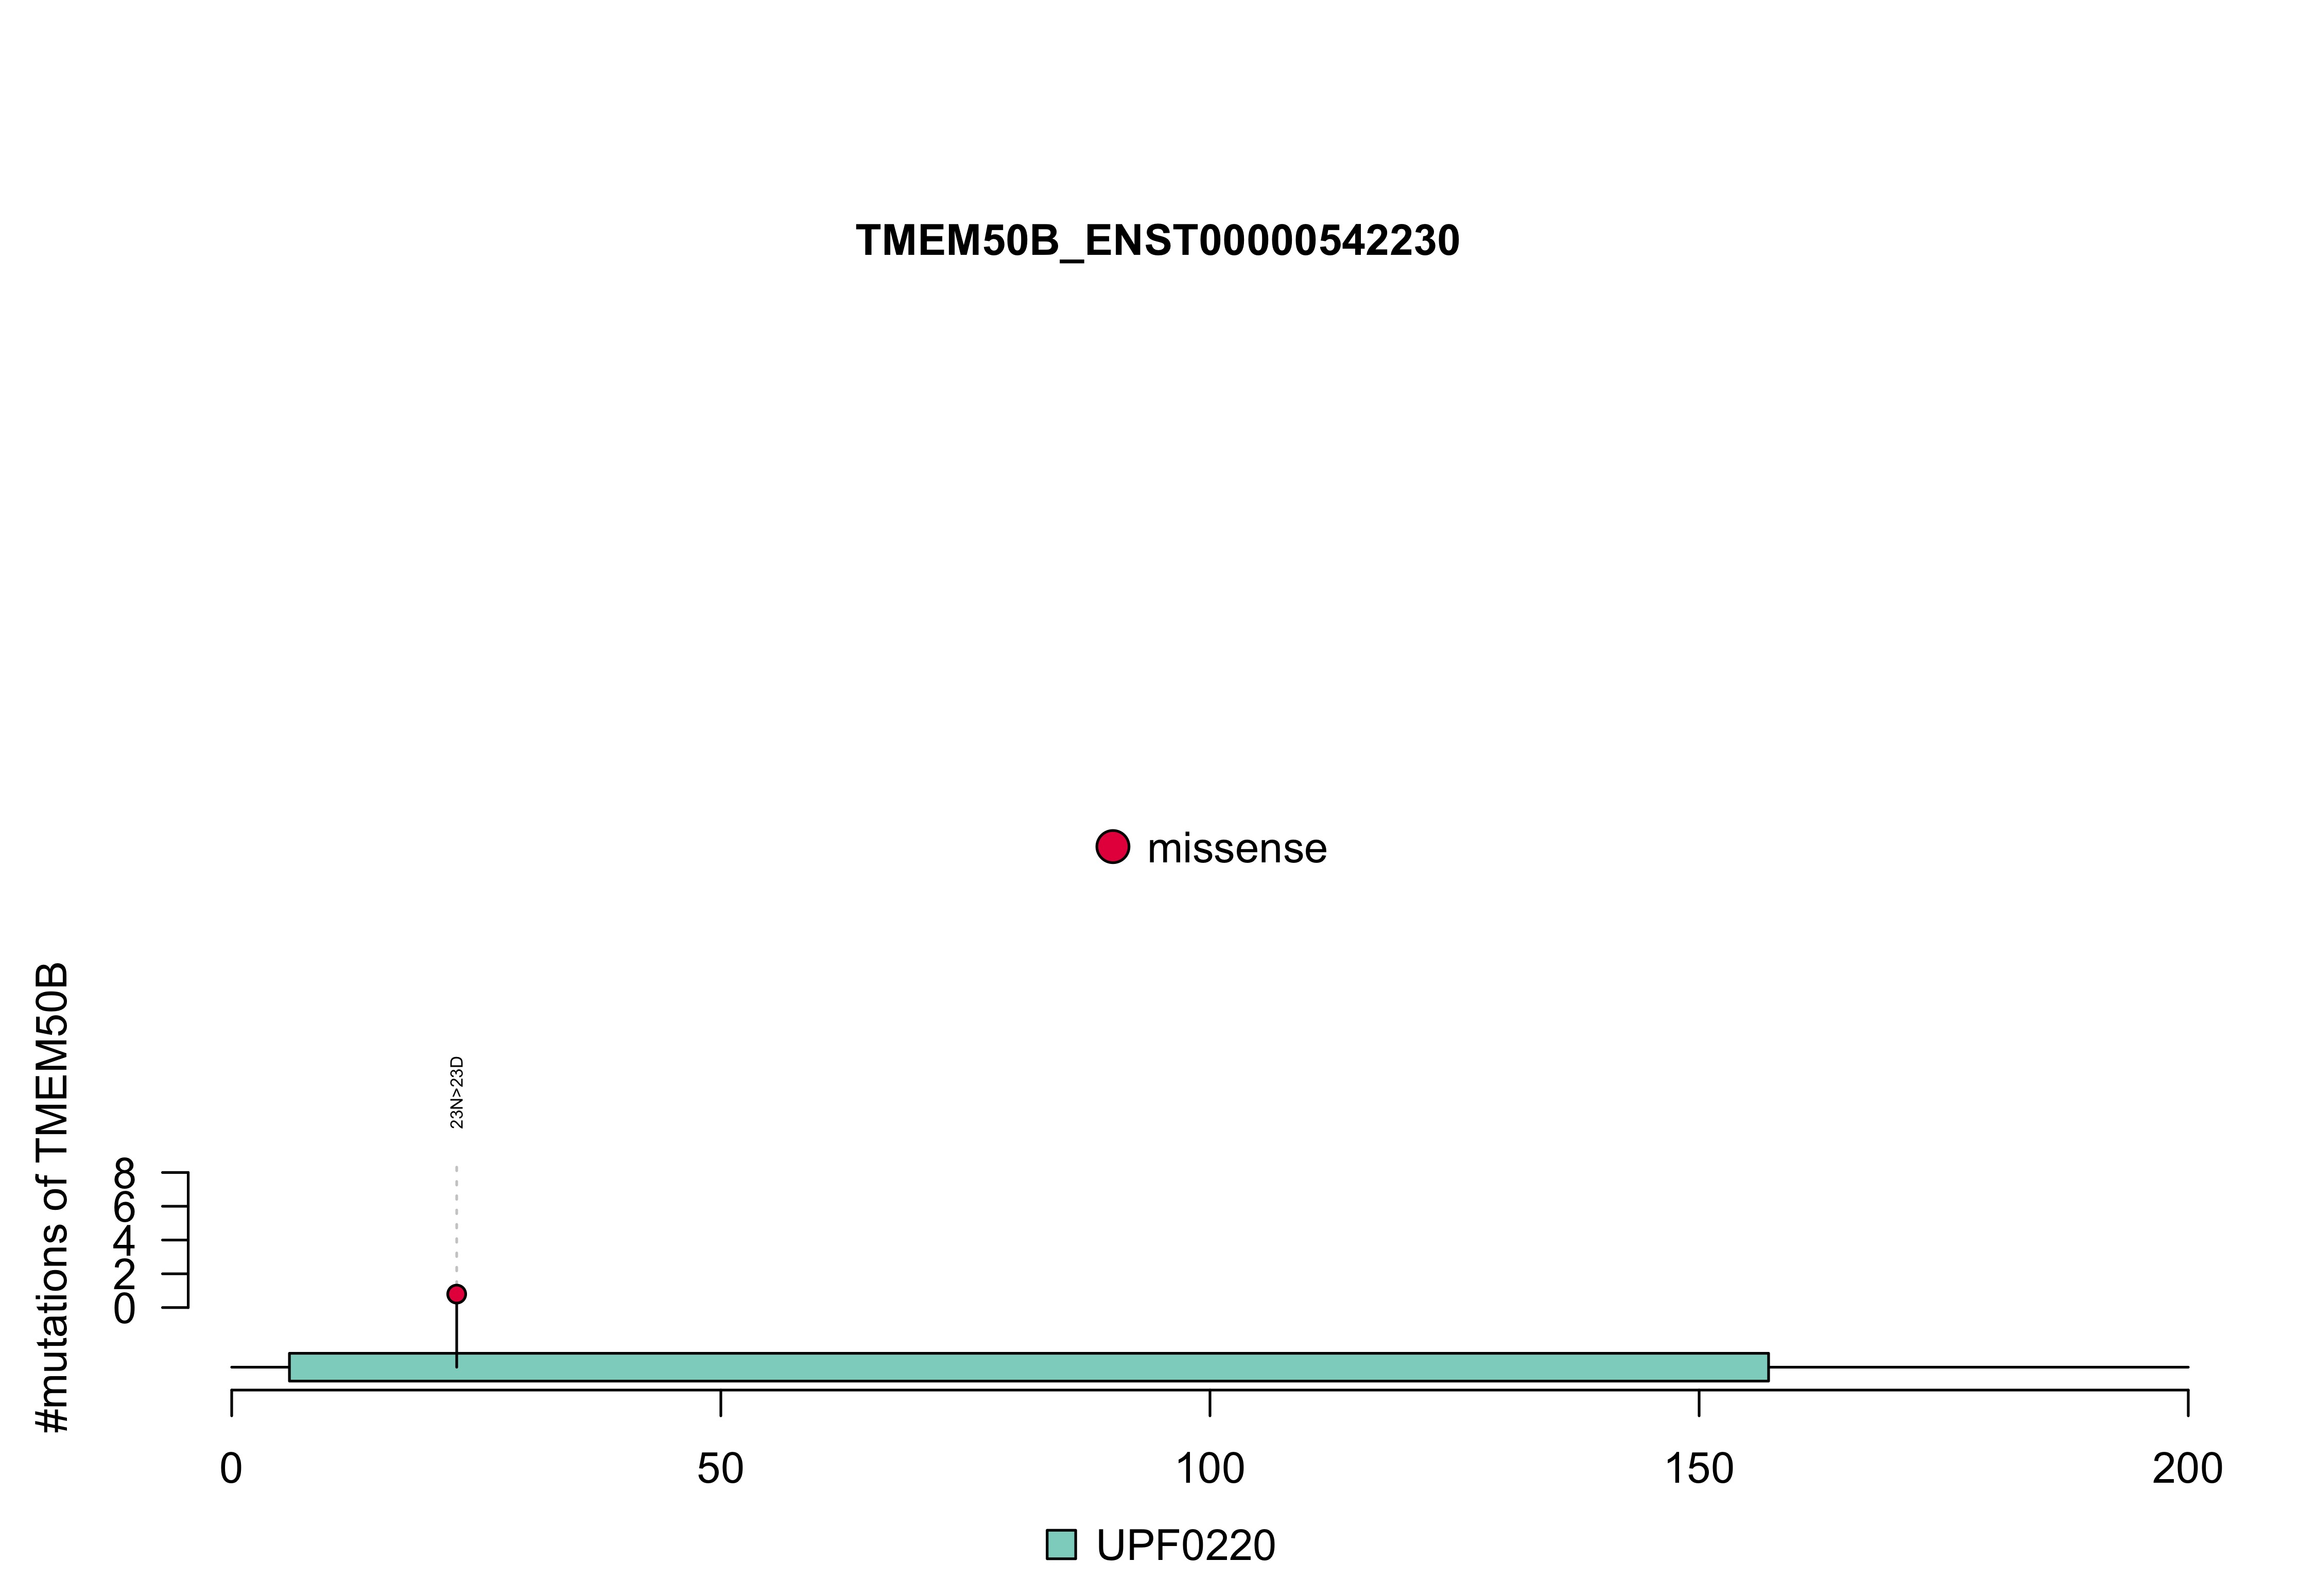 TMEM50B_ENST00000542230
missense
#mutations of TMEM50B
23N>23D
8
6
4
2
0
0 50 100 150 200
UPF0220